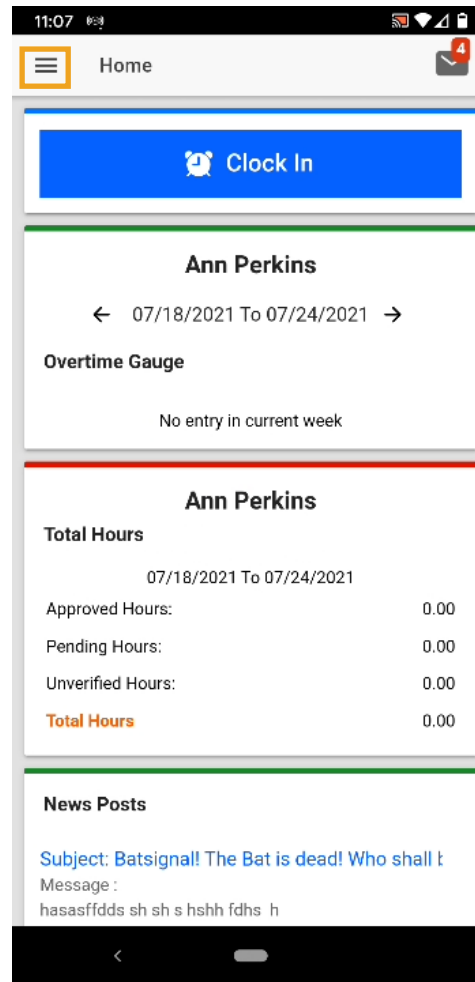 11:07
Home
4
Clock In
Ann Perkins
07/18/2021 To 07/24/2021
Overtime Gauge
No entry in current week
Ann Perkins
Total Hours
07/18/2021 To 07/24/2021
Approved Hours: 0.00
Pending Hours: 0.00
Unverified Hours: 0.00
Total Hours 0.00
News Posts
Subject: Batsignal! The Bat is dead! Who shall
Message :
hasasffdds sh sh s hshh fdhs h